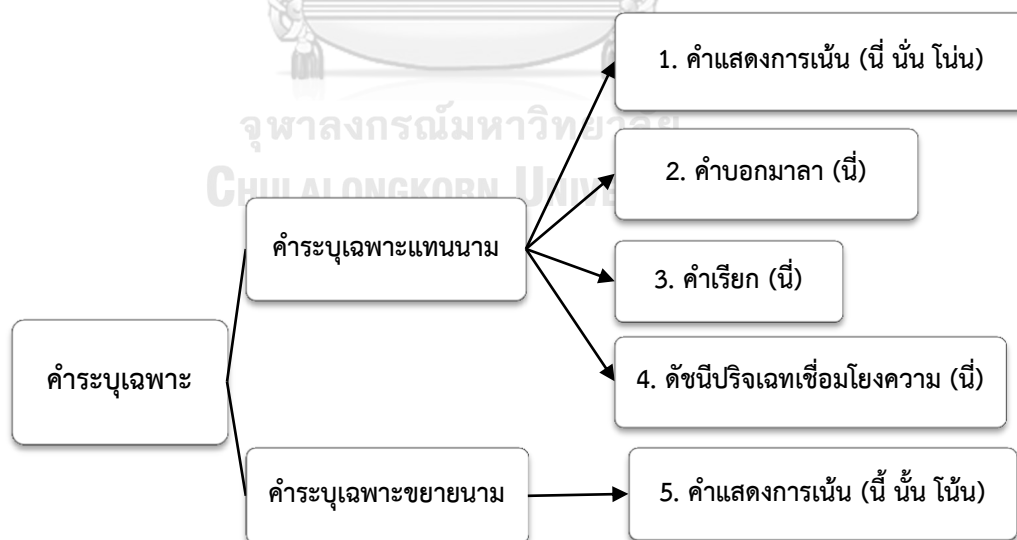 1. คำแสดงการเน้น (นี่ นั่น โน่น)
จุฬาลงกรณ์มหาวิทยาลัย
2. คำบอกมาลา (นี่)
CHULALONGKORN UNIVE
คำระบุเฉพาะแทนนาม
3. คำเรียก (นี่)
คำระบุเฉพาะ
4. ดัชนีปริจเฉทเชื่อมโยงความ (นี่)
คำระบุเฉพาะขยายนาม
5. คำแสดงการเน้น (นี้ นั้น โน้น)